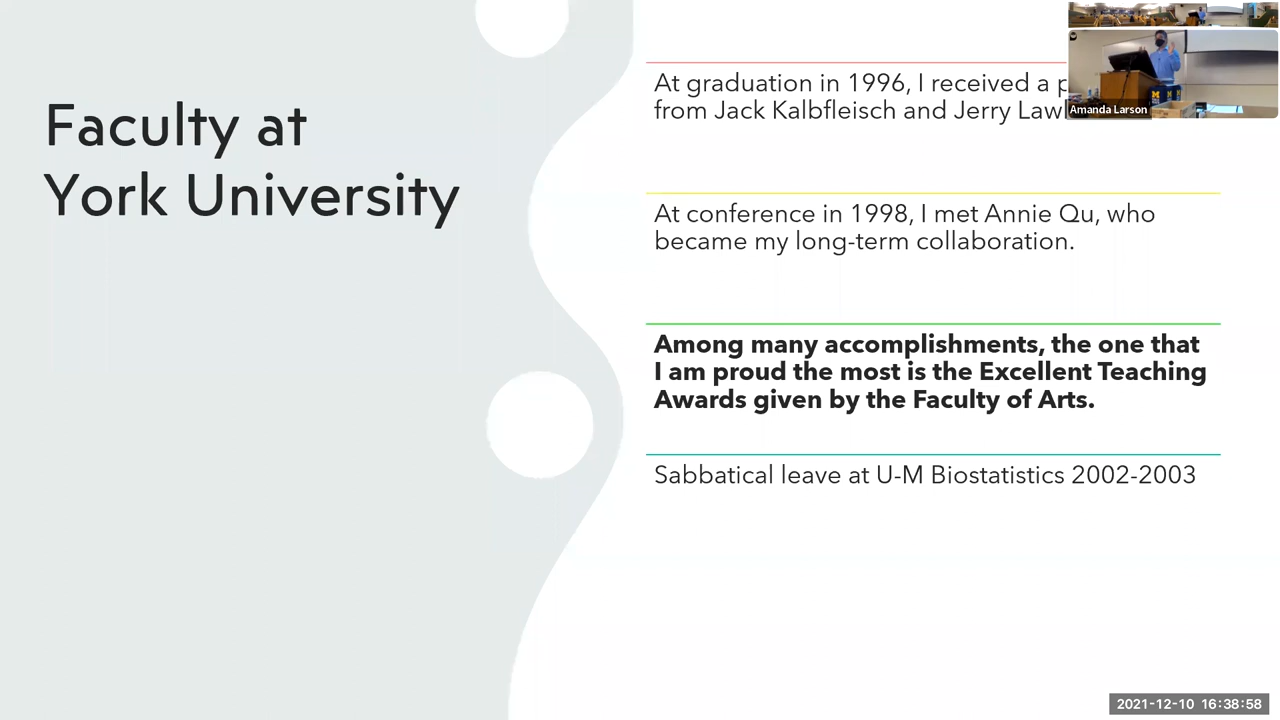 Faculty at
York University
At graduation in 1996, I received a
from Jack Kalbfleisch and Jerry
At conference in 1998, I met Annie Qu, who
became my long-term collaboration.
Among many accomplishments, the one that
I am proud the most is the Excellent Teaching
Awards given by the Faculty of Arts.
Sabbatical leave at U-M Biostatistics 2002-2003
Amanda Larson
2021-12-10 16:38:58